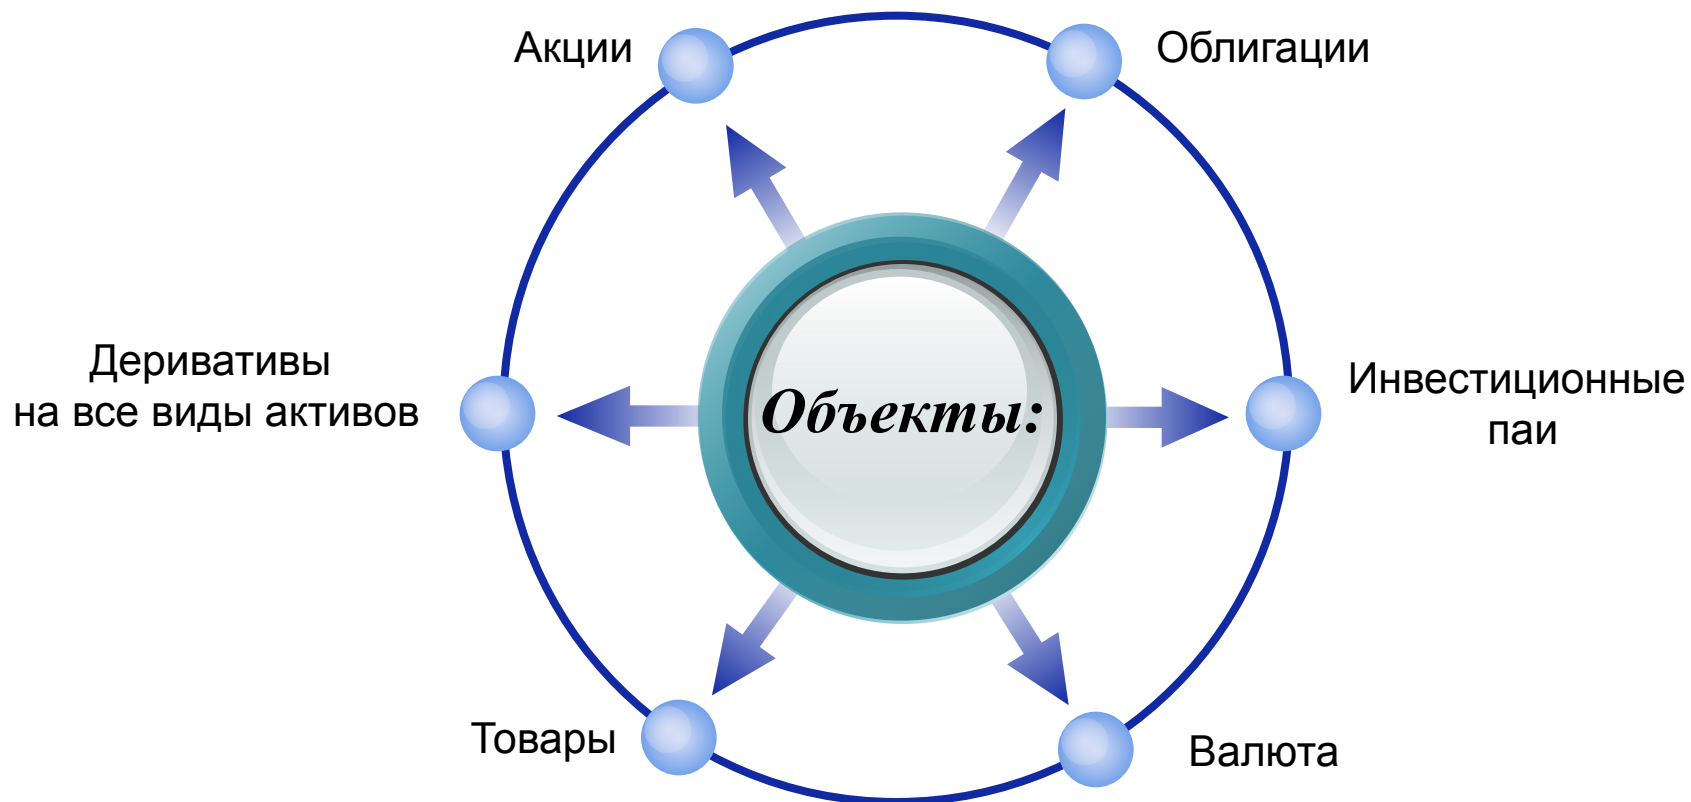 Акции
Облигации
Деривативы
на все виды активов
Объекты:
Инвестиционные
паи
Товары
Валюта